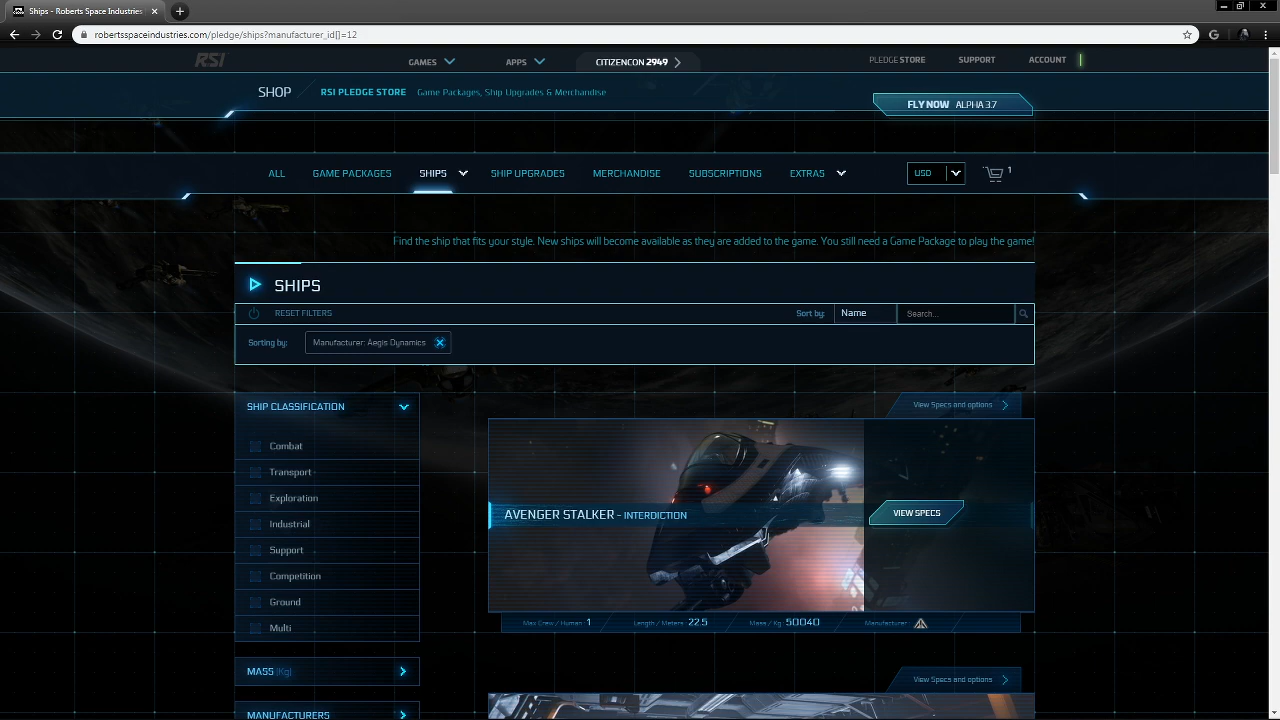 Ships - Roberts Space Industries
robertsspaceindustries.com/pledge/ships?manufacturer_id[]=12
RSI
GAMES
APPS
CITIZENCON 2949
PLEDGE STORE
SUPPORT
ACCOUNT
SHOP
RSI PLEDGE STORE
Game Packages, Ship Upgrades & Merchandise
FLY NOW ALPHA 3.7
ALL
GAME PACKAGES
SHIPS
SHIP UPGRADES
MERCHANDISE
SUBSCRIPTIONS
EXTRAS
USD
1
Find the ship that fits your style. New ships will become available as they are added to the game. You still need a Game Package to play the game!
SHIPS
RESET FILTERS
Sort by:
Name
Search...
Sorting by:
Manufacturer: Aegis Dynamics
SHIP CLASSIFICATION
Combat
Transport
Exploration
Industrial
Support
Competition
Ground
Multi
MASS (Kg)
MANUFACTURERS
View Specs and options
AVENGER STALKER - INTERDICTION
VIEW SPECS
Max Crew / Human 1
Length / Meters 22.5
Mass / Kg 50040
Manufacturer
View Specs and options